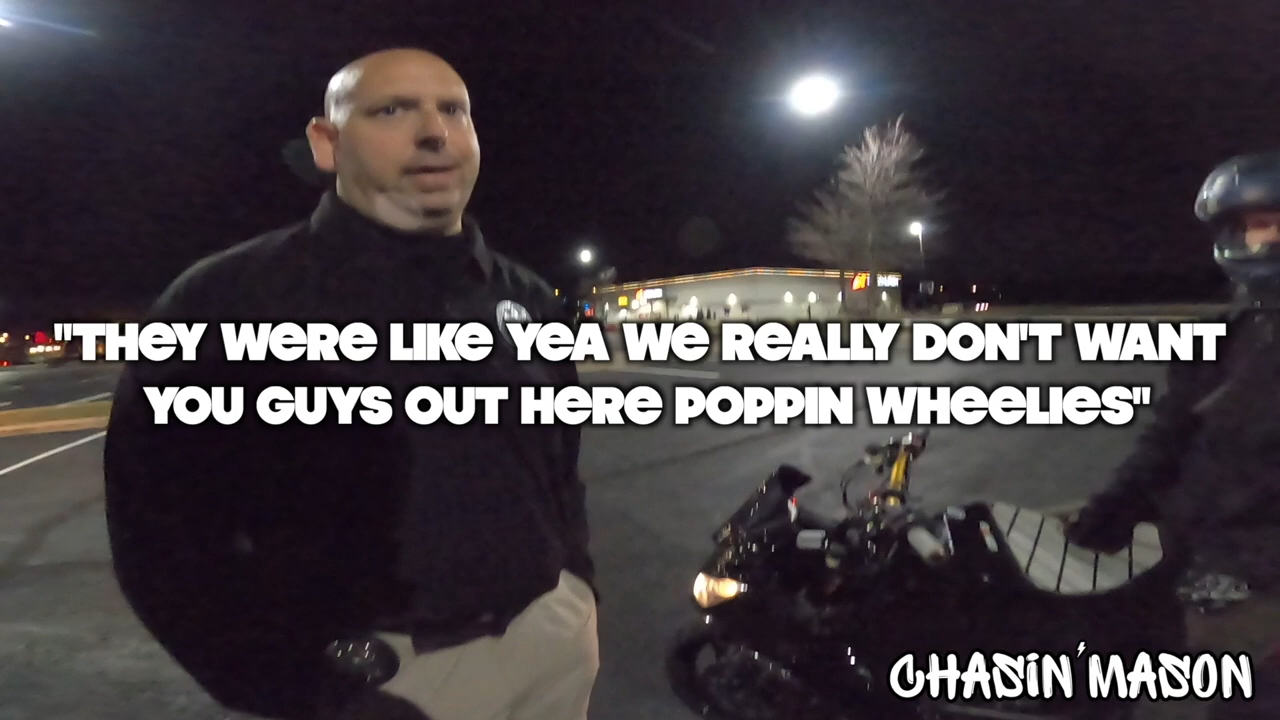 "THEY WERE LIKE YEA WE REALLY DON'T WANT
YOU GUYS OUT HERE POPPIN WHEELIES"
CHASIN'MASON